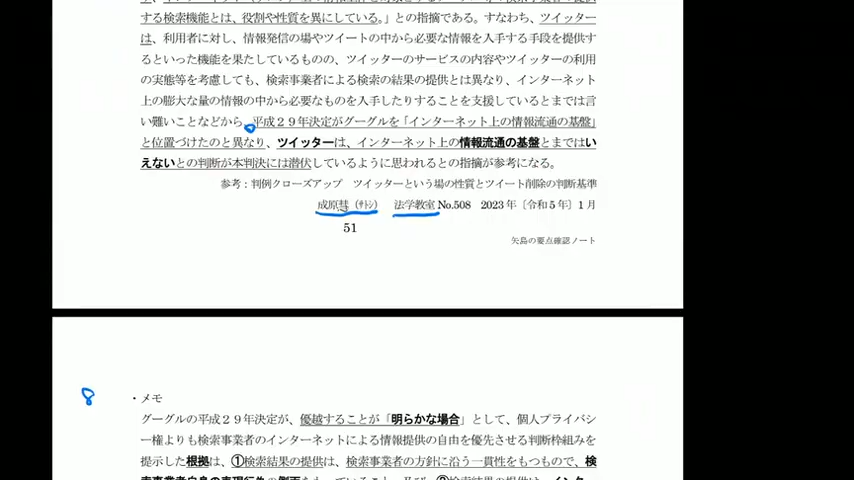 する検索機能とは、役割や性質を異にしている。」との指摘である。すなわち、ツイッター
は、利用者に対し、情報発信の場やツイートの中から必要な情報を入手する手段を提供す
るといった機能を果たしているものの、ツイッターのサービスの内容やツイッターの利用
の実態等を考慮しても、検索事業者による検索の結果の提供とは異なり、インターネット
上の膨大な量の情報の中から必要なものを入手したりすることを支援しているとまでは言
い難いことなどから、平成２９年決定がグーグルを「インターネット上の情報流通の基盤」
と位置づけたのと異なり、ツイッターは、インターネット上の情報流通の基盤とまではい
えないとの判断が本判決には潜伏しているように思われるとの指摘が参考になる。
参考：判例クローズアップ　ツイッターという場の性質とツイート削除の判断基準
成原慧（ｻﾄｼ）　法学教室 No.508　2023 年〔令和５年〕1 月
51
矢島の要点確認ノート
8
・メモ
グーグルの平成２９年決定が、優越することが「明らかな場合」として、個人プライバシ
ー権よりも検索事業者のインターネットによる情報提供の自由を優先させる判断枠組みを
提示した根拠は、①検索結果の提供は、検索事業者の方針に沿う一貫性をもつもので、検